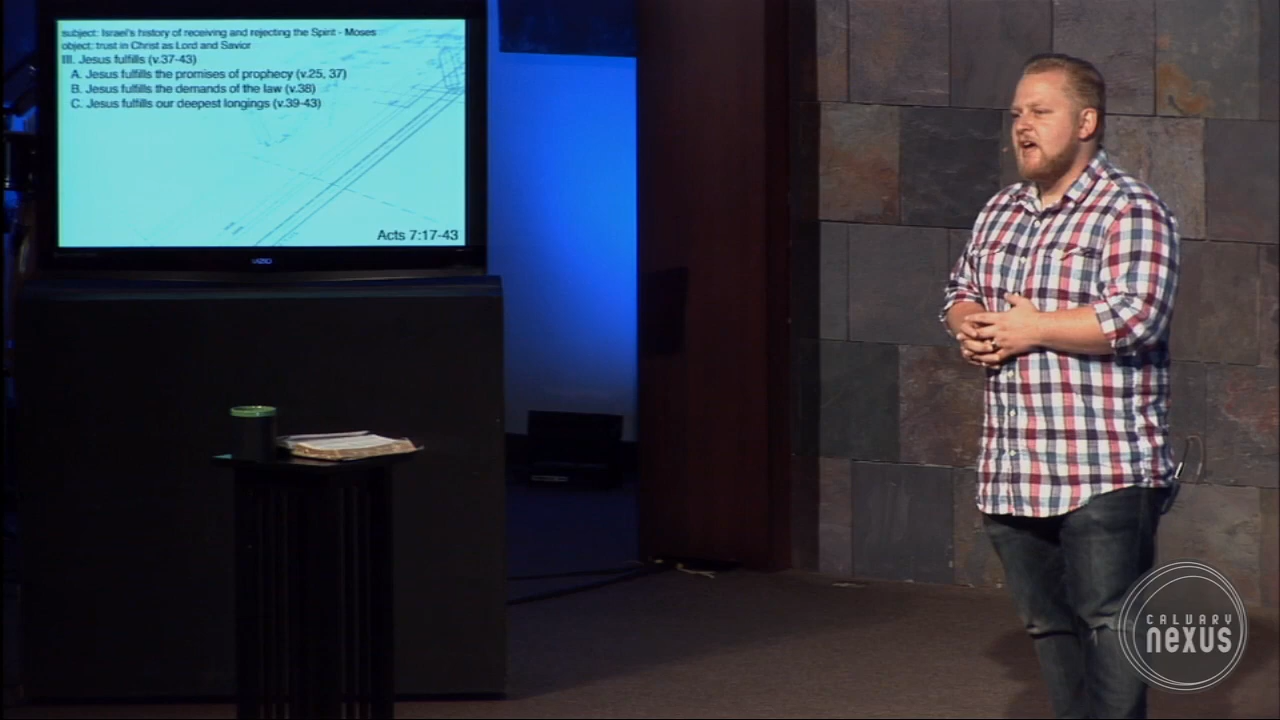 subject: Israel's history of receiving and rejecting the Spirit - Moses
object: trust in Christ as Lord and Savior
III. Jesus fulfills (v.37-43)
A. Jesus fulfills the promises of prophecy (v.25, 37)
B. Jesus fulfills the demands of the law (v.38)
C. Jesus fulfills our deepest longings (v.39-43)
Acts 7:17-43
VIZIO
CALVARY
nexus